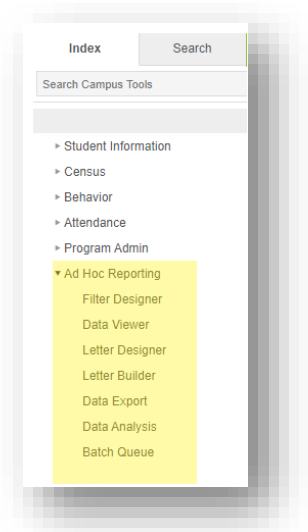 Index Search
Search Campus Tools
Student Information
Census
Behavior
Attendance
Program Admin
Ad Hoc Reporting
Filter Designer
Data Viewer
Letter Designer
Letter Builder
Data Export
Data Analysis
Batch Queue